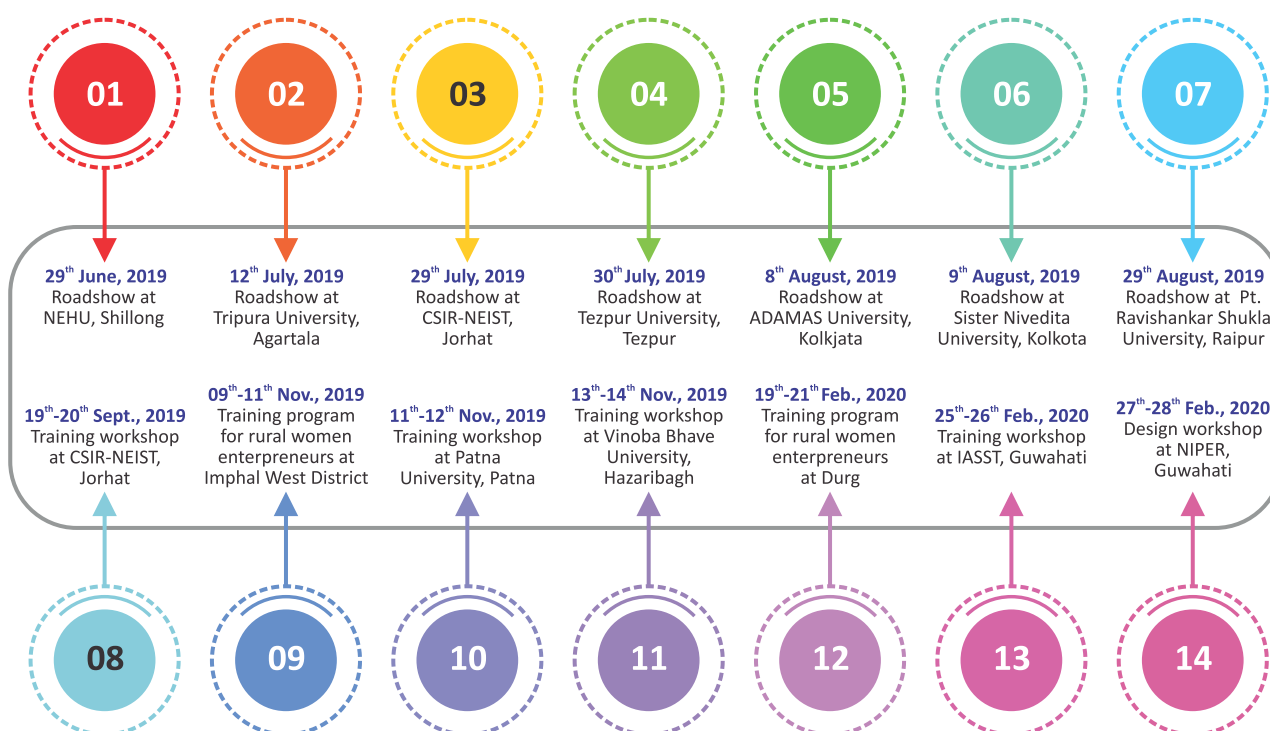 01
02
03
04
05
06
07
29th June, 2019
Roadshow at
NEHU, Shillong
12th July, 2019
Roadshow at
Tripura University,
Agartala
29th July, 2019
Roadshow at
CSIR-NEIST,
Jorhat
30th July, 2019
Roadshow at
Tezpur University,
Tezpur
8th August, 2019
Roadshow at
ADAMAS University,
Kolkjata
9th August, 2019
Roadshow at
Sister Nivedita
University, Kolkota
29th August, 2019
Roadshow at Pt.
Ravishankar Shukla
University, Raipur
19th-20th Sept., 2019
Training workshop
at CSIR-NEIST,
Jorhat
09th-11th Nov., 2019
Training program
for rural women
enterpreneurs at
Imphal West District
11th-12th Nov., 2019
Training workshop
at Patna
University, Patna
13th-14th Nov., 2019
Training workshop
at Vinoba Bhave
University,
Hazaribagh
19th-21th Feb., 2020
Training program
for rural women
enterpreneurs
at Durg
25th-26th Feb., 2020
Training workshop
at IASST, Guwahati
27th-28th Feb., 2020
Design workshop
at NIPER,
Guwahati
08
09
10
11
12
13
14